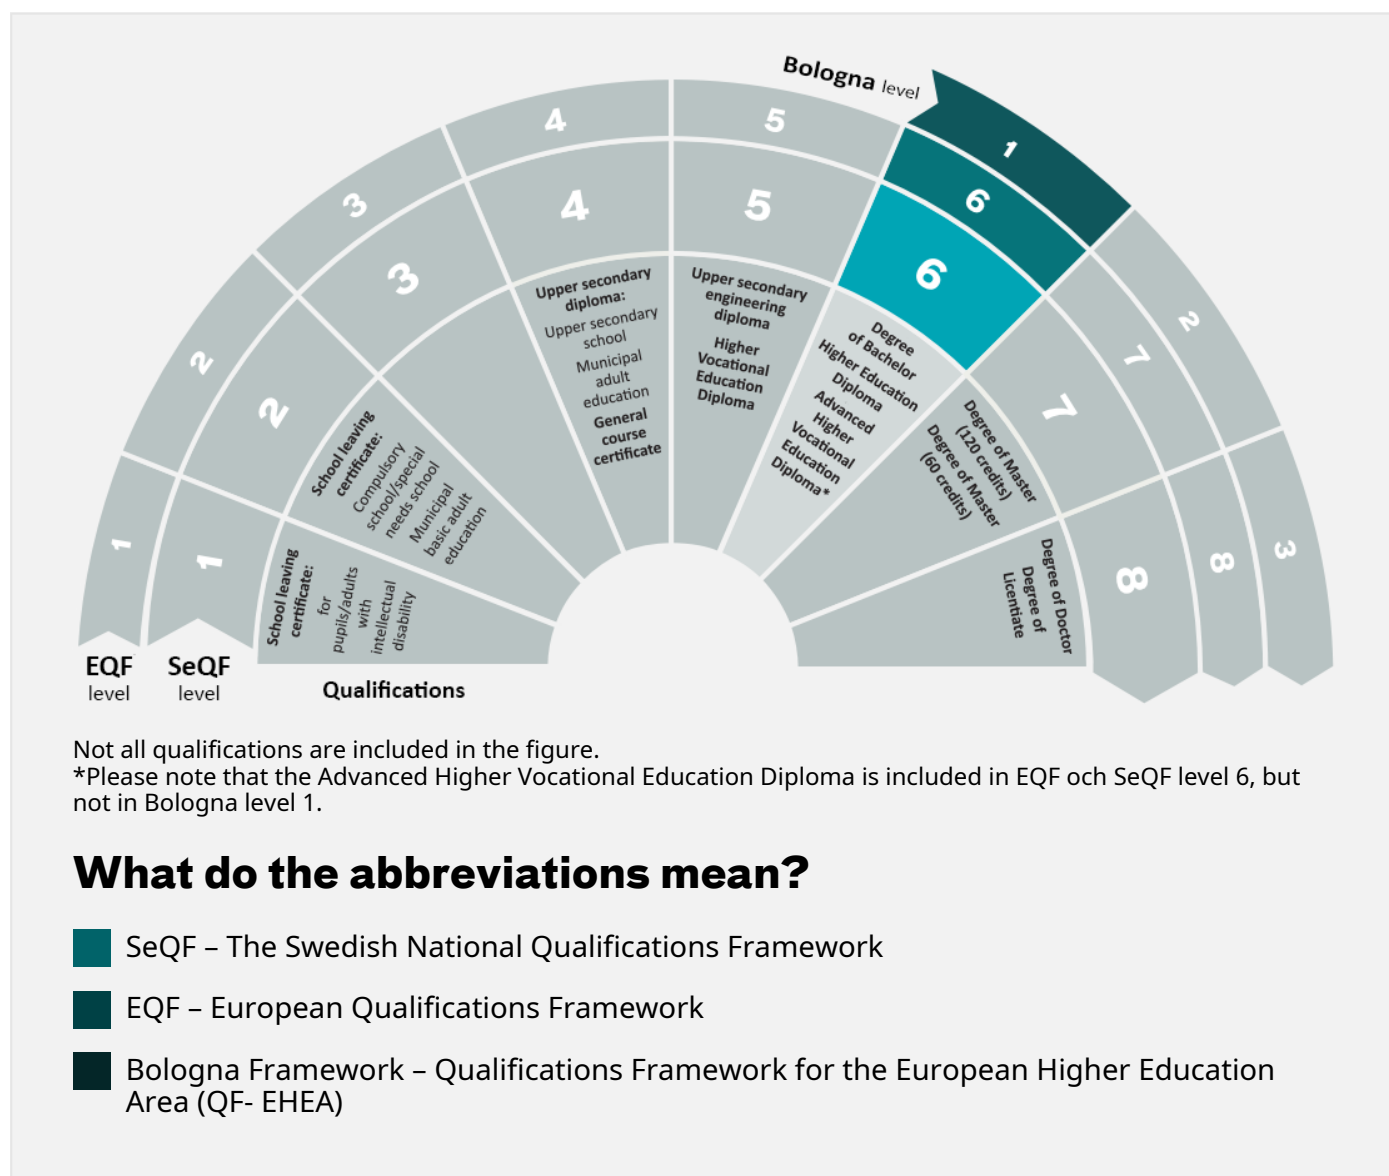 Bologna level
1
2
3
1
2
3
4
5
6
7
8
1
2
3
4
5
6
7
8
EQF
level
SeQF
level
Qualifications
School leaving
certificate:
for
pupils/adults
with
intellectual
disability
School leaving
certificate:
Compulsory
school/special
needs school
Municipal
basic adult
education
Upper secondary
diploma:
Upper secondary
school
Municipal
adult
education
General
course
certificate
Upper secondary
engineering
diploma
Higher
Vocational
Education
Diploma
Degree
of Bachelor
Higher Education
Diploma
Advanced
Higher
Vocational
Education
Diploma*
Degree of Master
(120 credits)
Degree of Master
(60 credits)
Degree of Doctor
Degree of
Licentiate
Not all qualifications are included in the figure.
*Please note that the Advanced Higher Vocational Education Diploma is included in EQF och SeQF level 6, but
not in Bologna level 1.
What do the abbreviations mean?
SeQF – The Swedish National Qualifications Framework
EQF – European Qualifications Framework
Bologna Framework – Qualifications Framework for the European Higher Education
Area (QF- EHEA)